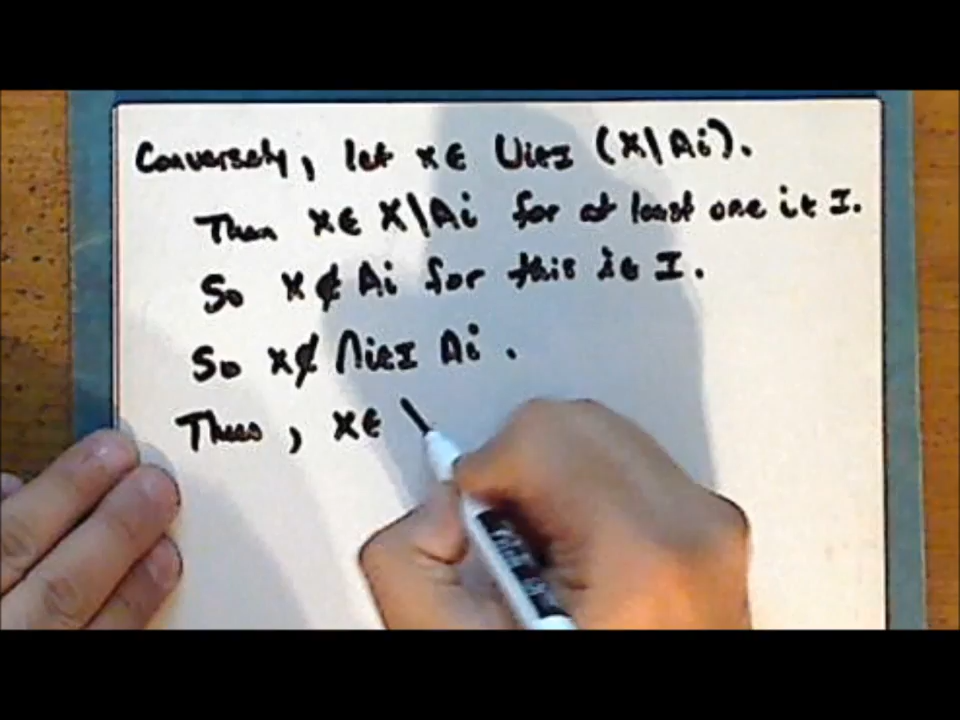 Conversely, let x ∈ ∪i∈I (X\Ai).
Then x ∈ X\Ai for at least one i ∈ I.
So x ∉ Ai for this i ∈ I.
So x ∉ ∩i∈I Ai.
Thus, x ∈